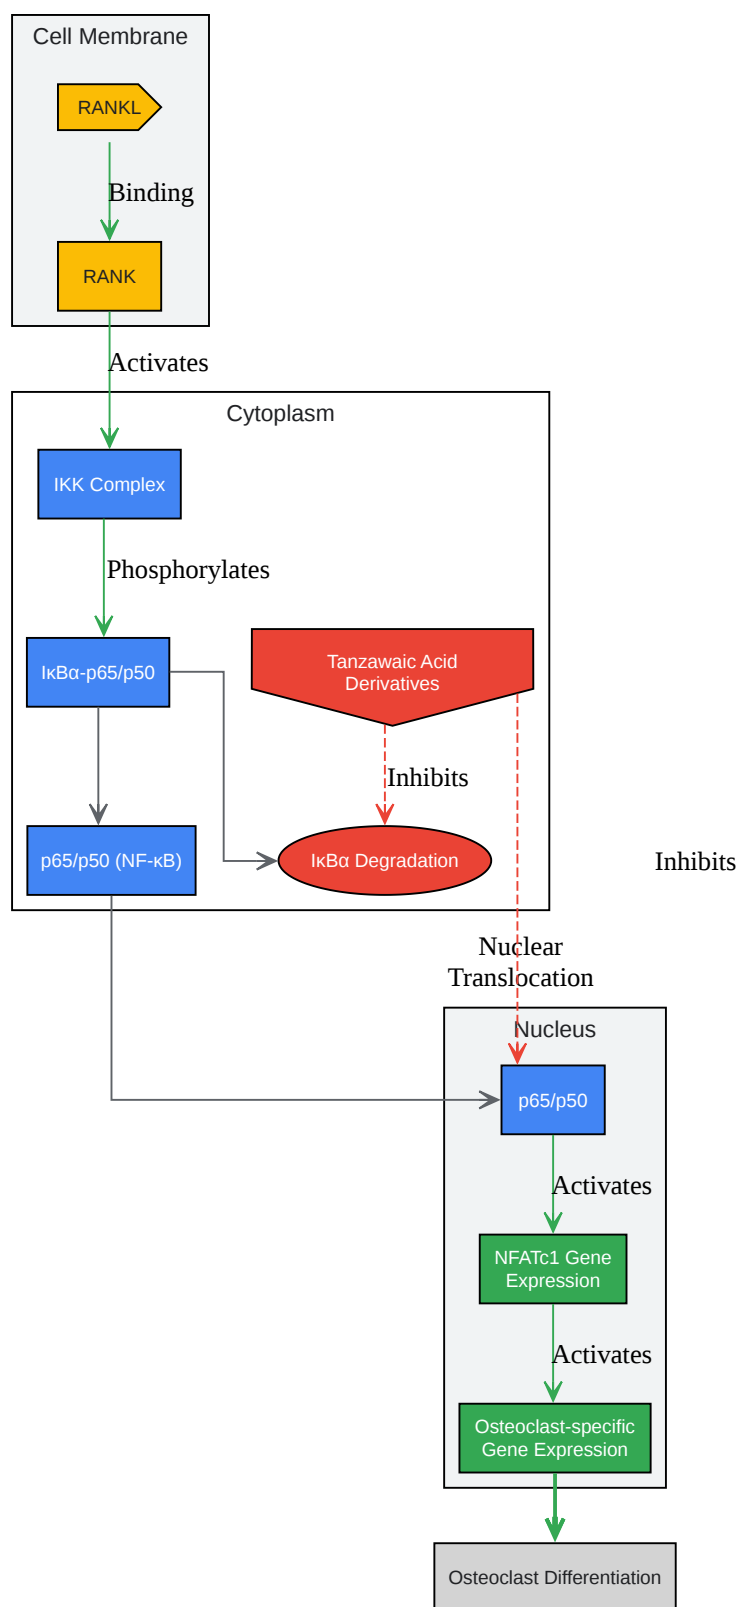 Cell Membrane
RANKL
Binding
RANK
Activates
Cytoplasm
IKK Complex
Phosphorylates
IκBα-p65/p50
Tanzawaic Acid
Derivatives
Inhibits
p65/p50 (NF-κB)
IκBα Degradation
Inhibits
Nuclear
Translocation
Nucleus
p65/p50
Activates
NFATc1 Gene
Expression
Activates
Osteoclast-specific
Gene Expression
Osteoclast Differentiation